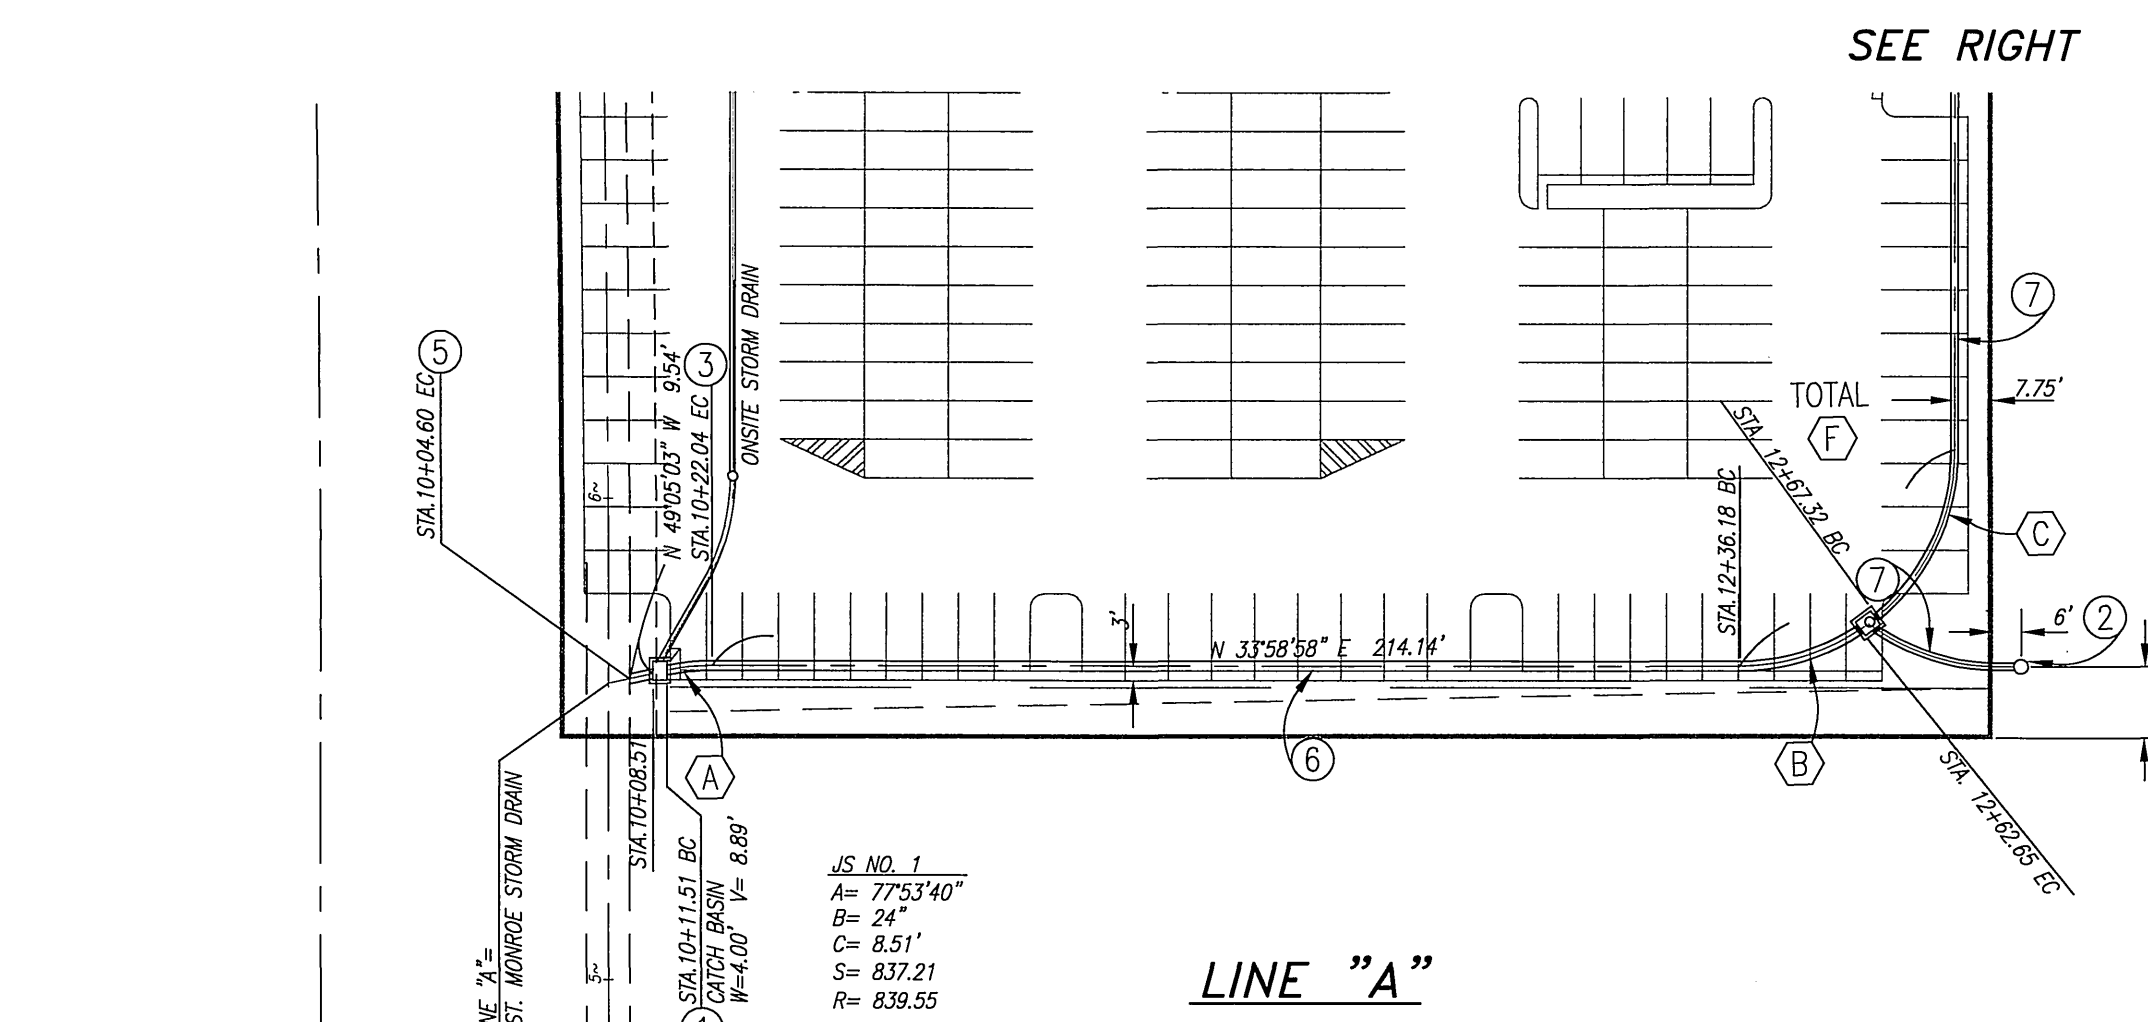 SEE RIGHT
7
5
STA.10+04.60 EC
N 49°05'03" W 9.54'
3
STA.10+22.04 EC
ONSITE STORM DRAIN
TOTAL
F
7.75'
STA. 12+67.32 BC
STA.12+36.18 BC
C
6~
7
6'
2
3'
N 33°58'58" E 214.14'
A
6
B
STA.10+08.51
STA. 12+62.65 EC
STA.10+11.51 BC
CATCH BASIN
W=4.00' V= 8.89'
"A"=
ST. MONROE STORM DRAIN
5~
JS NO. 1
A= 77°53'40"
B= 24"
C= 8.51'
S= 837.21
R= 839.55
LINE "A"